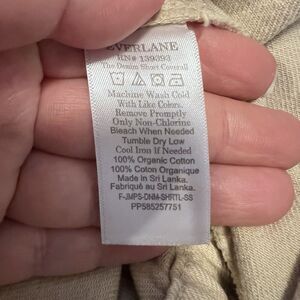 EVERLANE
RN# 139393
The Denim Short Coverall
Machine Wash Cold
With Like Colors.
Remove Promptly
Only Non-Chlorine
Bleach When Needed
Tumble Dry Low
Cool Iron If Needed
100% Organic Cotton
100% Coton Organique
Made in Sri Lanka.
Fabriqué au Sri Lanka.
F-JMPS-DNM-SHRTL-SS
PP585257751